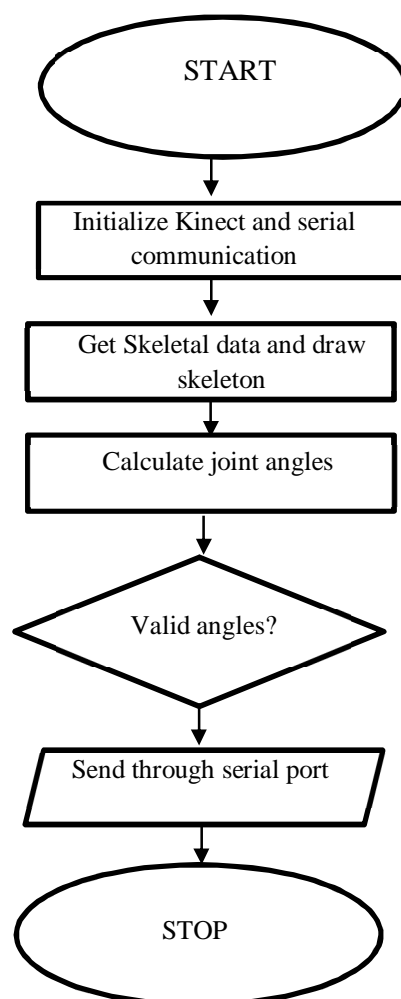 START
Initialize Kinect and serial
communication
Get Skeletal data and draw
skeleton
Calculate joint angles
Valid angles?
Send through serial port
STOP